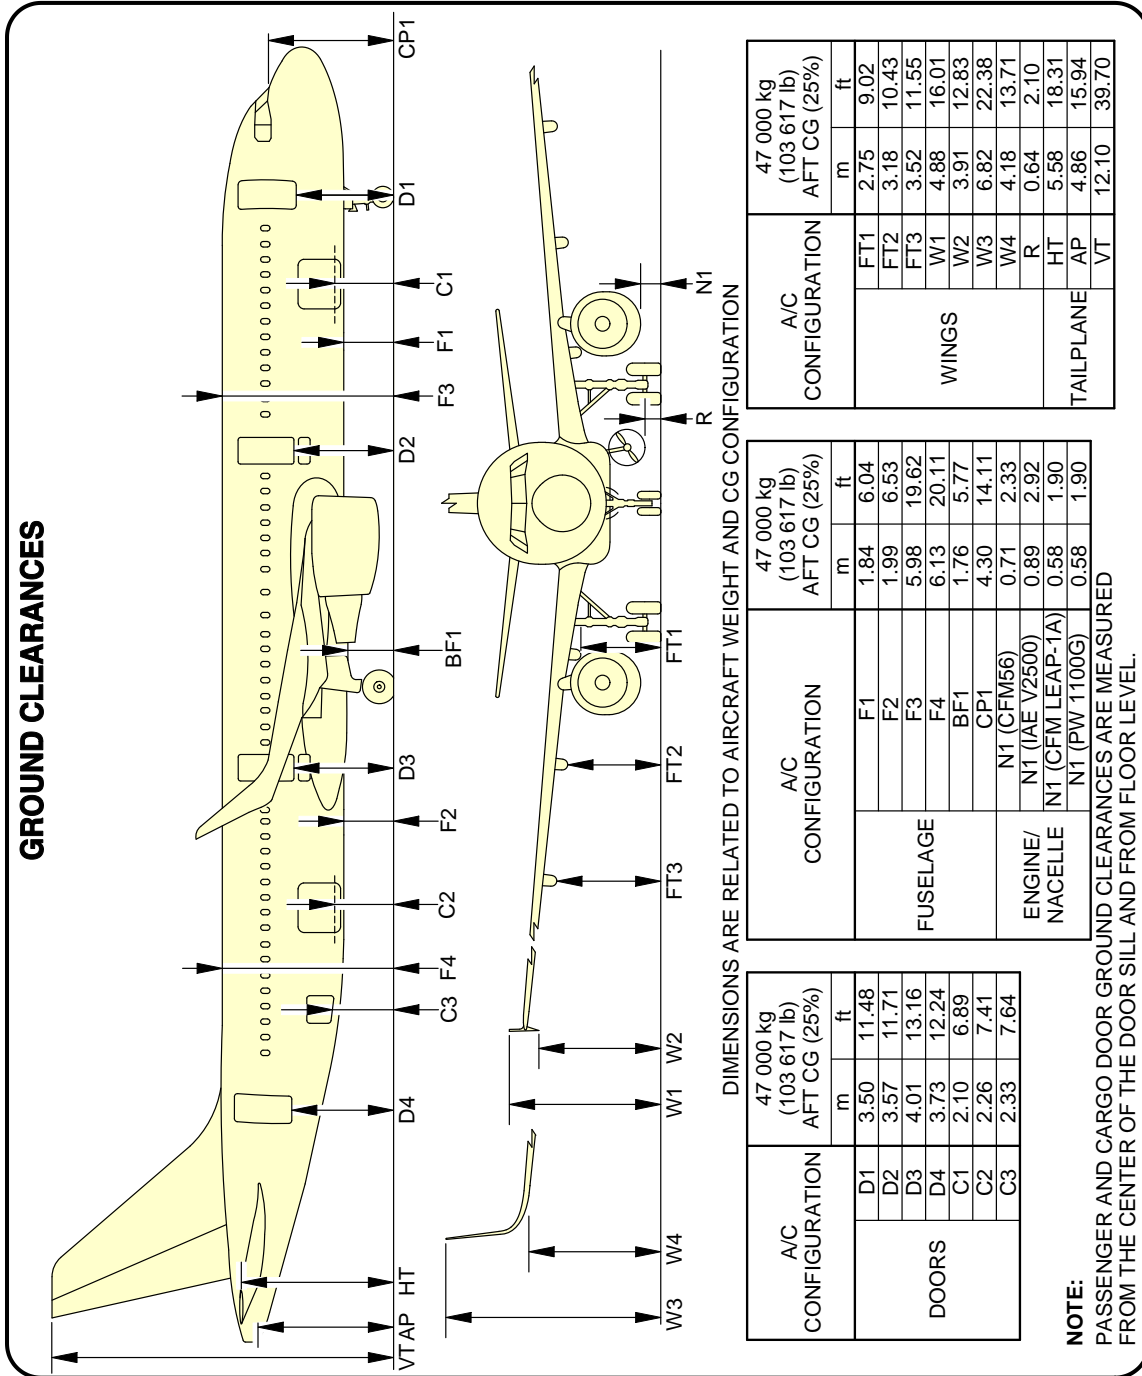 GROUND CLEARANCES
CP1
D1
C1
F1
F3
D2
BF1
D3
F2
C2
F4
C3
D4
HT
AP
VT
N1
R
FT1
FT2
FT3
W2
W1
W4
W3
DIMENSIONS ARE RELATED TO AIRCRAFT WEIGHT AND CG CONFIGURATION
A/C CONFIGURATION
47 000 kg
(103 617 lb)
AFT CG (25%)
m ft
DOORS
D1 3.50 11.48
D2 3.57 11.71
D3 4.01 13.16
D4 3.73 12.24
C1 2.10 6.89
C2 2.26 7.41
C3 2.33 7.64
A/C CONFIGURATION
47 000 kg
(103 617 lb)
AFT CG (25%)
m ft
FUSELAGE
F1 1.84 6.04
F2 1.99 6.53
F3 5.98 19.62
F4 6.13 20.11
BF1 1.76 5.77
CP1 4.30 14.11
ENGINE/
NACELLE
N1 (CFM56) 0.71 2.33
N1 (IAE V2500) 0.89 2.92
N1 (CFM LEAP-1A) 0.58 1.90
N1 (PW 1100G) 0.58 1.90
A/C
CONFIGURATION
47 000 kg
(103 617 lb)
AFT CG (25%)
m ft
WINGS
FT1 2.75 9.02
FT2 3.18 10.43
FT3 3.52 11.55
W1 4.88 16.01
W2 3.91 12.83
W3 6.82 22.38
W4 4.18 13.71
R 0.64 2.10
TAILPLANE
HT 5.58 18.31
AP 4.86 15.94
VT 12.10 39.70
NOTE:
PASSENGER AND CARGO DOOR GROUND CLEARANCES ARE MEASURED
FROM THE CENTER OF THE DOOR SILL AND FROM FLOOR LEVEL.